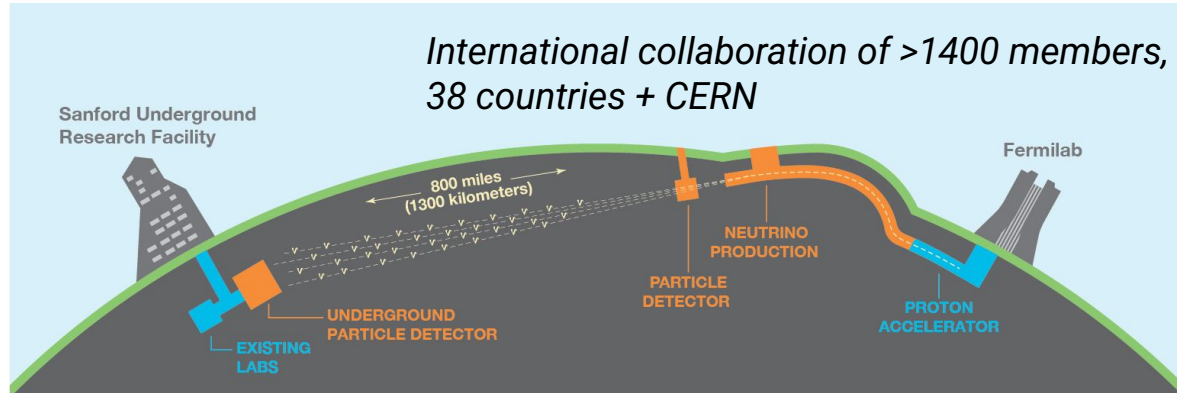 International collaboration of >1400 members,
38 countries + CERN
Sanford Underground
Research Facility
Fermilab
800 miles
(1300 kilometers)
NEUTRINO
PRODUCTION
PARTICLE
DETECTOR
PROTON
ACCELERATOR
UNDERGROUND
PARTICLE DETECTOR
EXISTING
LABS